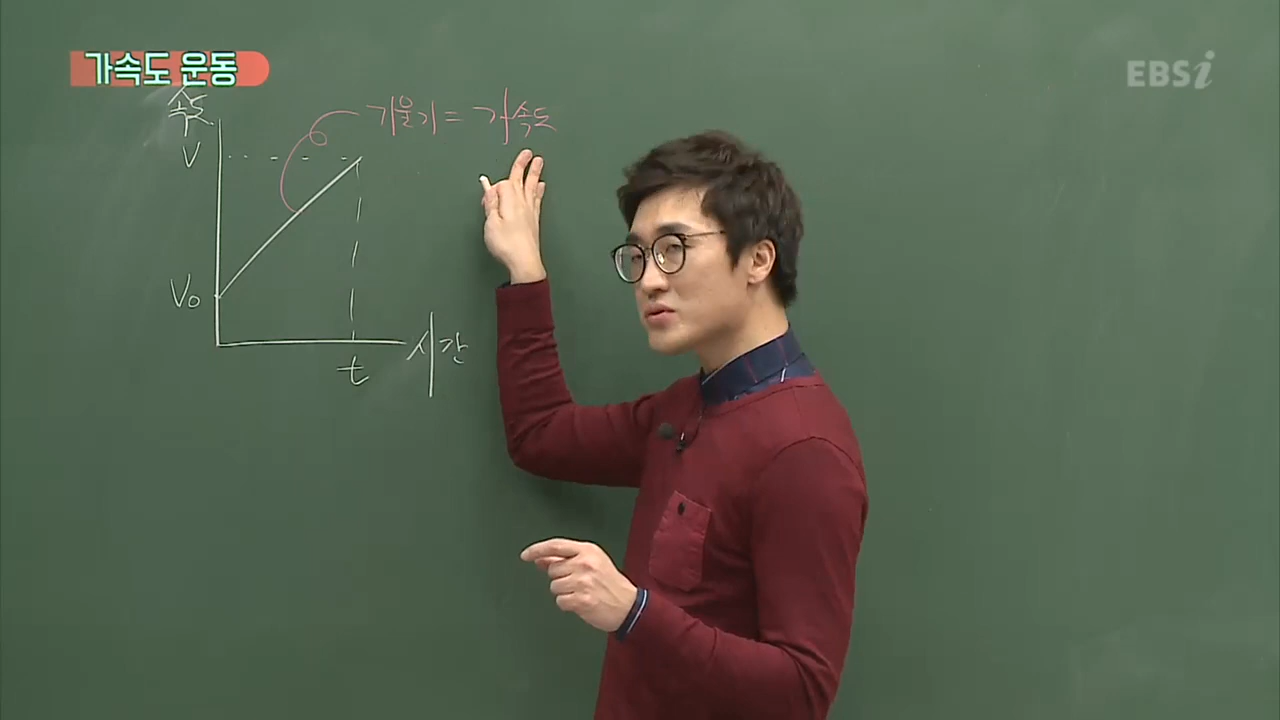 가속도 운동
EBSi
속도
기울기 = 가속도
V
V₀
시간
t